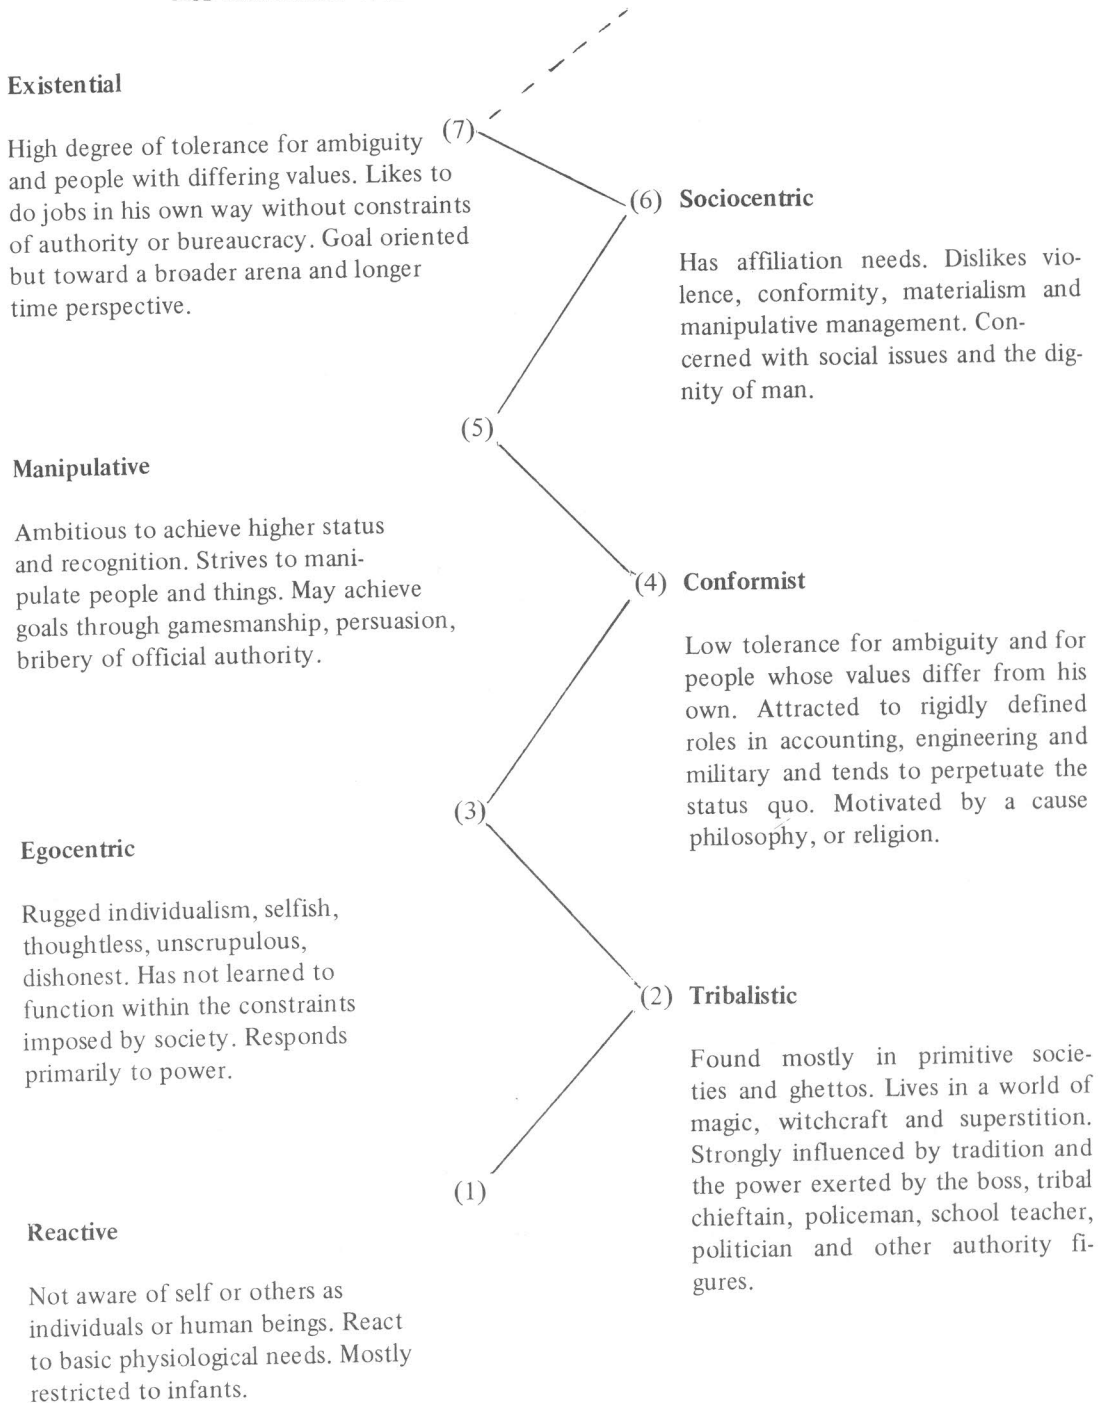 Existential
High degree of tolerance for ambiguity
and people with differing values. Likes to
do jobs in his own way without constraints
of authority or bureaucracy. Goal oriented
but toward a broader arena and longer
time perspective.
(7)
(6) Sociocentric
Has affiliation needs. Dislikes vio-
lence, conformity, materialism and
manipulative management. Con-
cerned with social issues and the dig-
nity of man.
(5)
Manipulative
Ambitious to achieve higher status
and recognition. Strives to mani-
pulate people and things. May achieve
goals through gamesmanship, persuasion,
bribery of official authority.
(4) Conformist
Low tolerance for ambiguity and for
people whose values differ from his
own. Attracted to rigidly defined
roles in accounting, engineering and
military and tends to perpetuate the
status quo. Motivated by a cause
philosophy, or religion.
(3)
Egocentric
Rugged individualism, selfish,
thoughtless, unscrupulous,
dishonest. Has not learned to
function within the constraints
imposed by society. Responds
primarily to power.
(2) Tribalistic
Found mostly in primitive socie-
ties and ghettos. Lives in a world of
magic, witchcraft and superstition.
Strongly influenced by tradition and
the power exerted by the boss, tribal
chieftain, policeman, school teacher,
politician and other authority fi-
gures.
(1)
Reactive
Not aware of self or others as
individuals or human beings. React
to basic physiological needs. Mostly
restricted to infants.